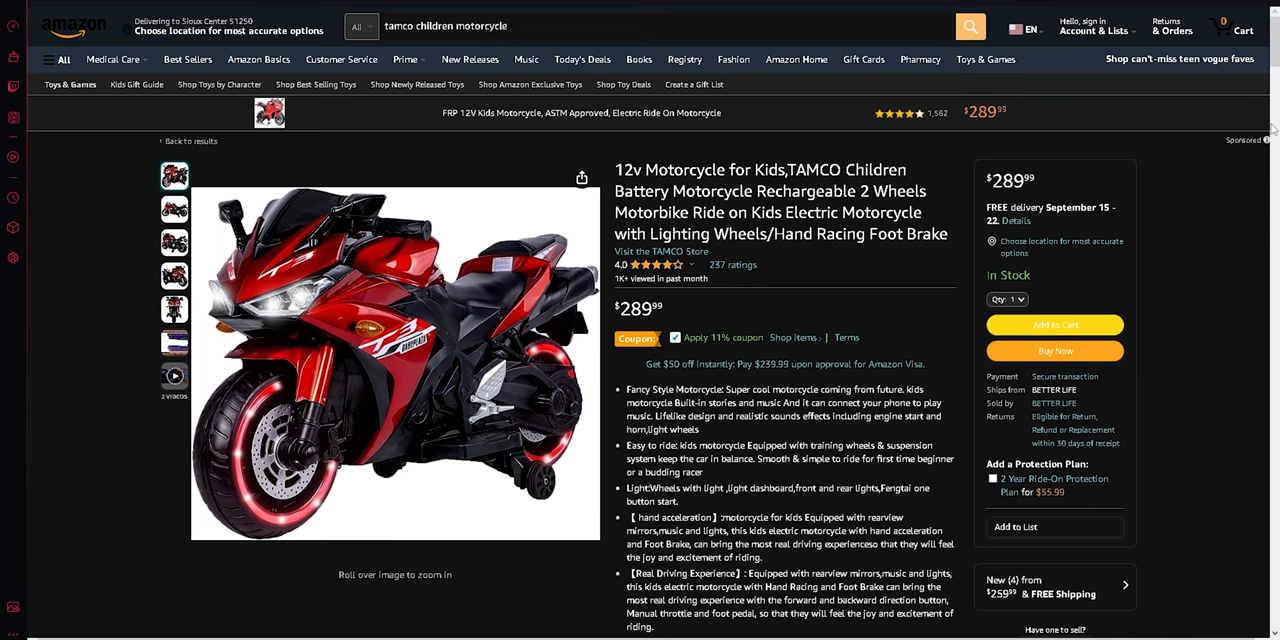 amazon
Delivering to Sioux Center 51250
Choose location for most accurate options
All
tamco children motorcycle
EN
Hello, sign in
Account & Lists
Returns
& Orders
0
Cart
All
Medical Care
Best Sellers
Amazon Basics
Customer Service
Prime
New Releases
Music
Today's Deals
Books
Registry
Fashion
Amazon Home
Gift Cards
Pharmacy
Toys & Games
Shop can't-miss teen vogue faves
Toys & Games
Kids Gift Guide
Shop Toys by Character
Shop Best Selling Toys
Shop Newly Released Toys
Shop Amazon Exclusive Toys
Shop Toy Deals
Create a Gift List
FRP 12V Kids Motorcycle, ASTM Approved, Electric Ride On Motorcycle
1,562
$289⁹⁹
Sponsored
‹ Back to results
2 VIDEOS
T3
BABYPLAZA
Roll over image to zoom in
12v Motorcycle for Kids,TAMCO Children
Battery Motorcycle Rechargeable 2 Wheels
Motorbike Ride on Kids Electric Motorcycle
with Lighting Wheels/Hand Racing Foot Brake
Visit the TAMCO Store
4.0
237 ratings
1K+ viewed in past month
$289⁹⁹
Coupon:
Apply 11% coupon
Shop items › | Terms
Get $50 off instantly: Pay $239.99 upon approval for Amazon Visa.
• Fancy Style Motorcycle: Super cool motorcycle coming from future. kids
motorcycle Built-in stories and music And it can connect your phone to play
music. Lifelike design and realistic sounds effects including engine start and
horn,light wheels
• Easy to ride: kids motorcycle Equipped with training wheels & suspension
system keep the car in balance. Smooth & simple to ride for first time beginner
or a budding racer
• Light:Wheels with light ,light dashboard,front and rear lights,Fengtai one
button start.
• 【 hand acceleration】:motorcycle for kids Equipped with rearview
mirrors,music and lights, this kids electric motorcycle with hand acceleration
and Foot Brake, can bring the most real driving experienceso that they will feel
the joy and excitement of riding.
• 【Real Driving Experience】: Equipped with rearview mirrors,music and lights,
this kids electric motorcycle with Hand Racing and Foot Brake can bring the
most real driving experience with the forward and backward direction button,
Manual throttle and foot pedal, so that they will feel the joy and excitement of
riding.
$289⁹⁹
FREE delivery September 15 -
22. Details
Choose location for most accurate
options
In Stock
Qty: 1
Add to Cart
Buy Now
Payment Secure transaction
Ships from BETTER LIFE
Sold by BETTER LIFE
Returns Eligible for Return,
Refund or Replacement
within 30 days of receipt
Add a Protection Plan:
2 Year Ride-On Protection
Plan for $55.99
Add to List
New (4) from
$259⁹⁹ & FREE Shipping
Have one to sell?